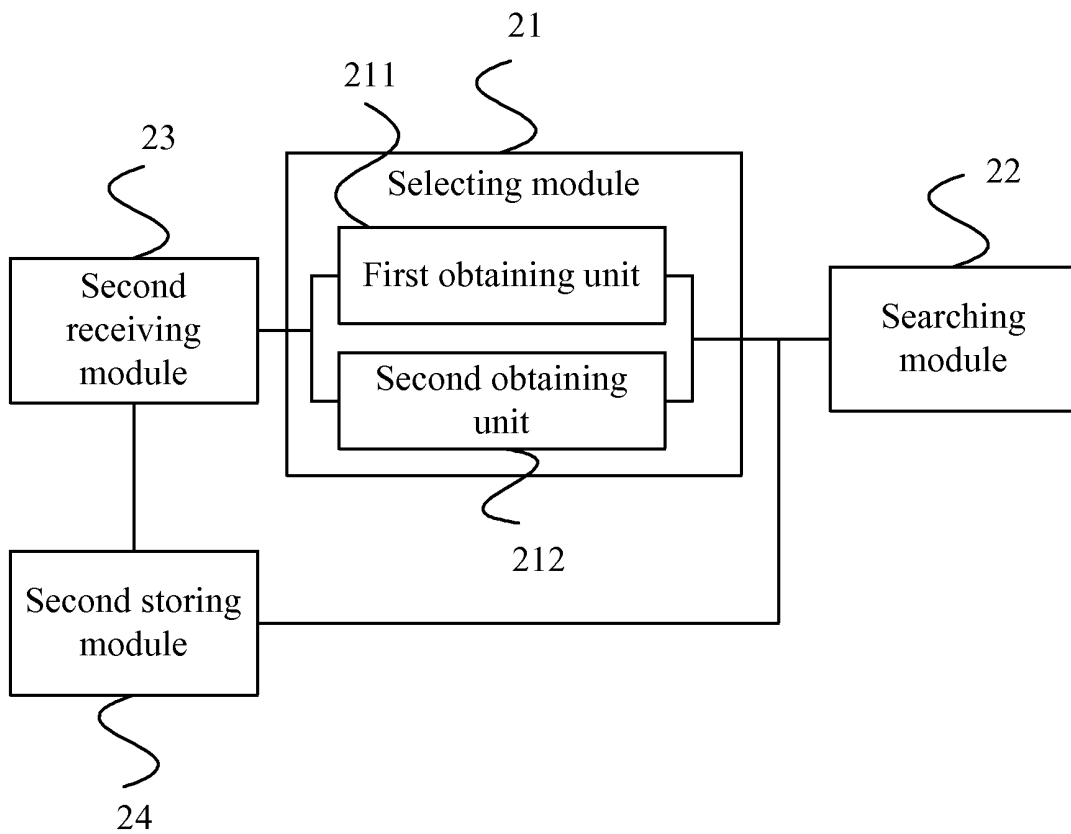 21
211
23
Selecting module
22
First obtaining unit
Second
receiving
module
Searching
module
Second obtaining
unit
212
Second storing
module
24